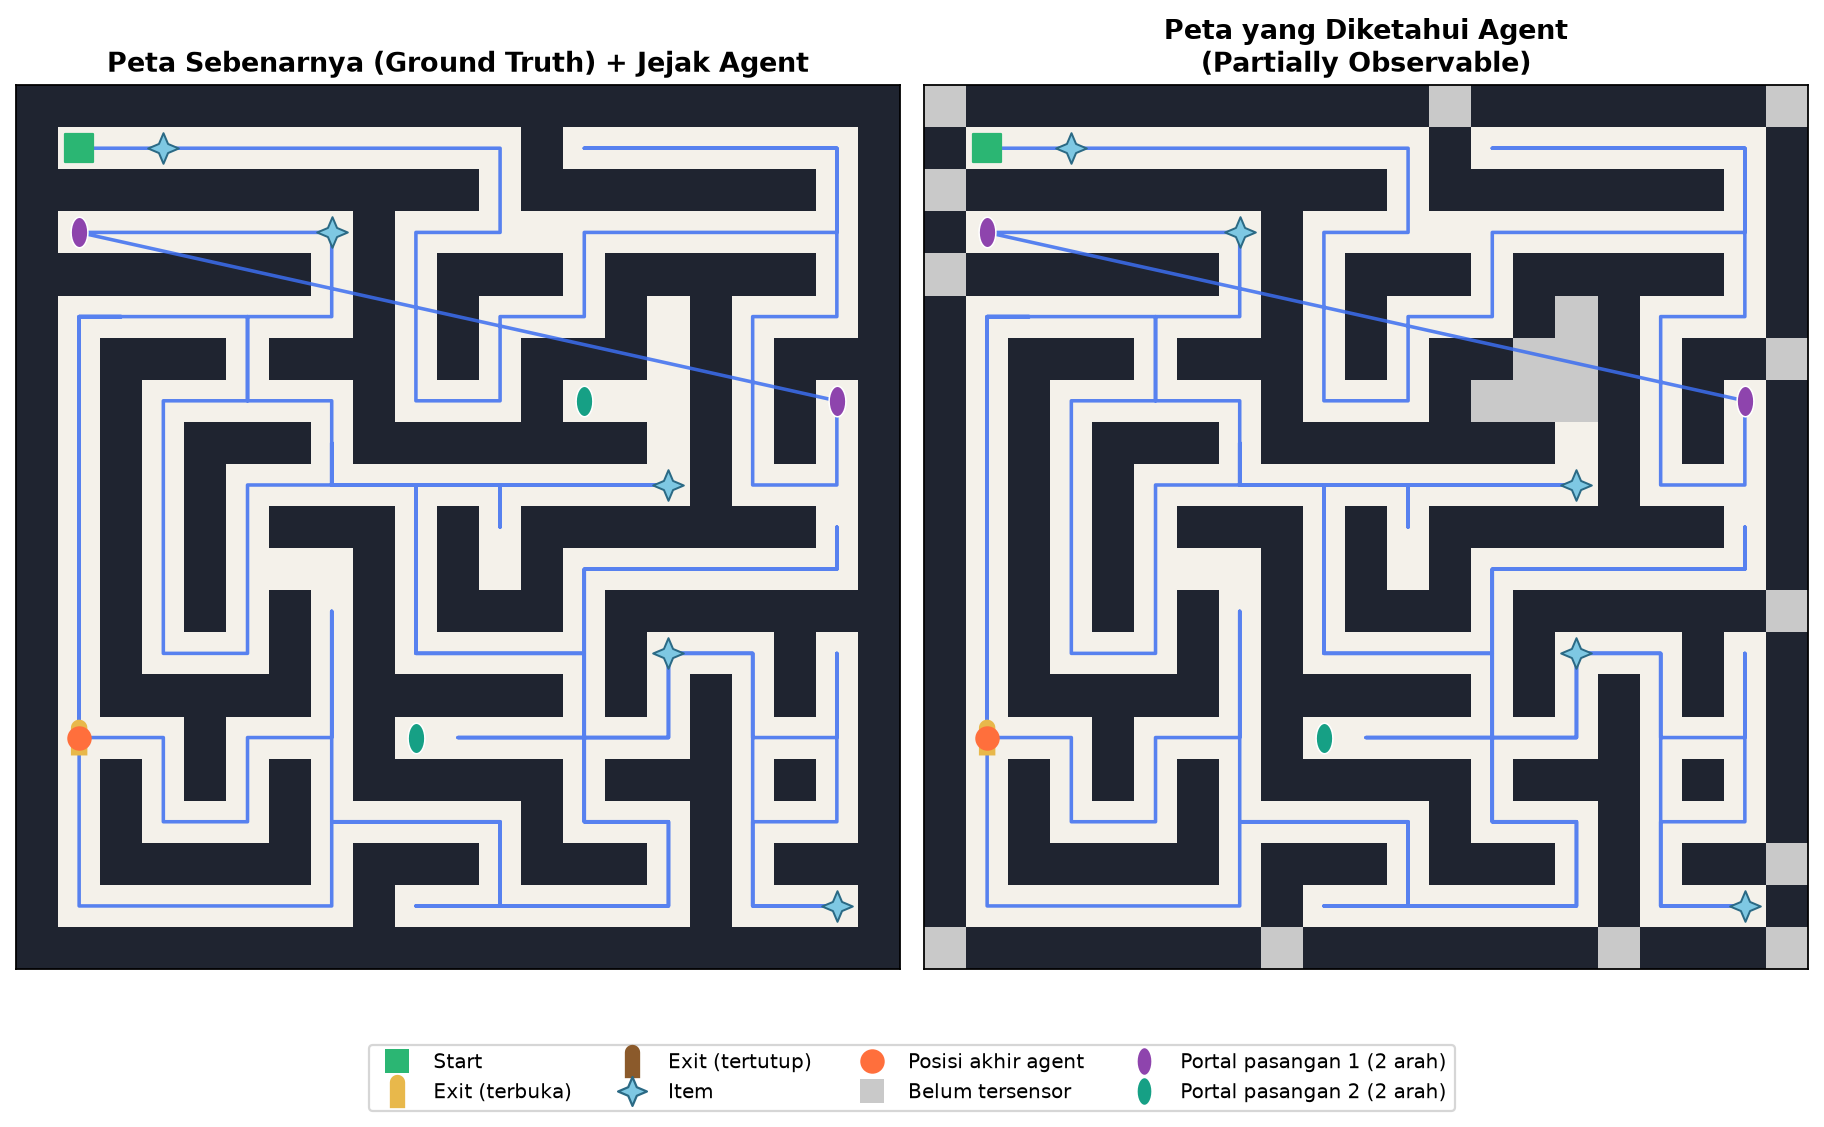 Peta Sebenarnya (Ground Truth) + Jejak Agent
Peta yang Diketahui Agent
(Partially Observable)
Start
Exit (terbuka)
Exit (tertutup)
Item
Posisi akhir agent
Belum tersensor
Portal pasangan 1 (2 arah)
Portal pasangan 2 (2 arah)